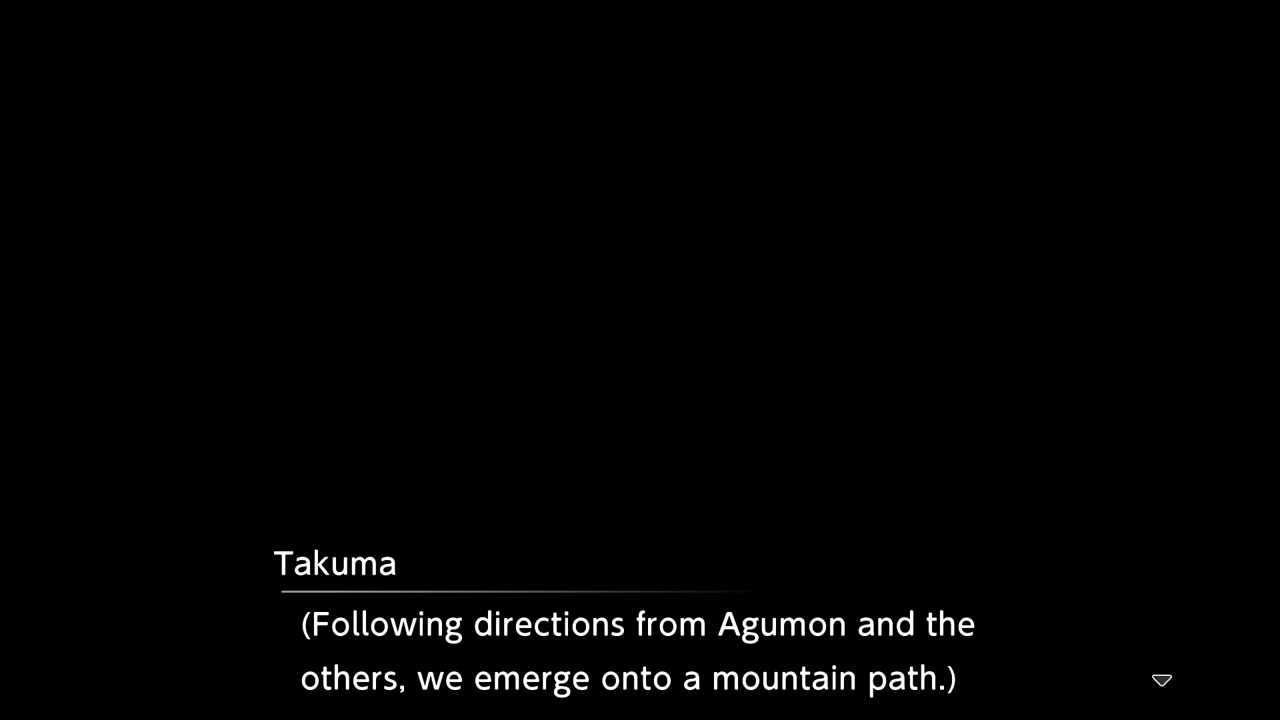 Takuma
(Following directions from Agumon and the
others, we emerge onto a mountain path.)